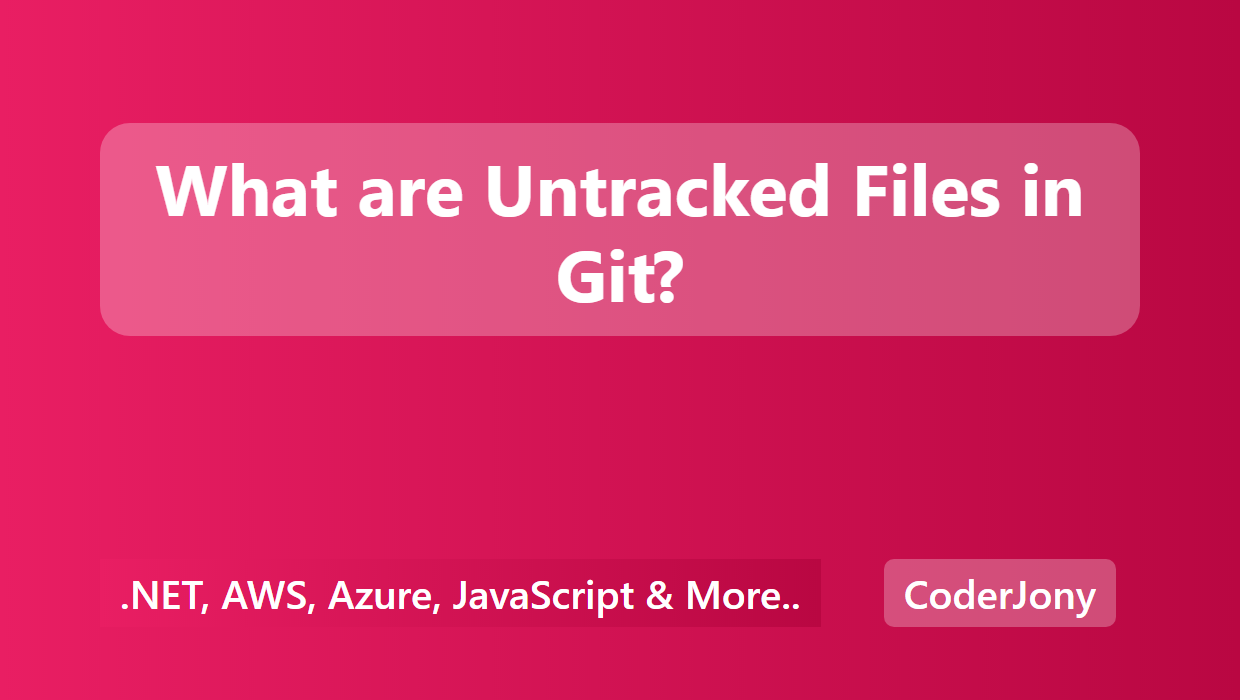 What are Untracked Files in
Git?
.NET, AWS, Azure, JavaScript & More..
CoderJony